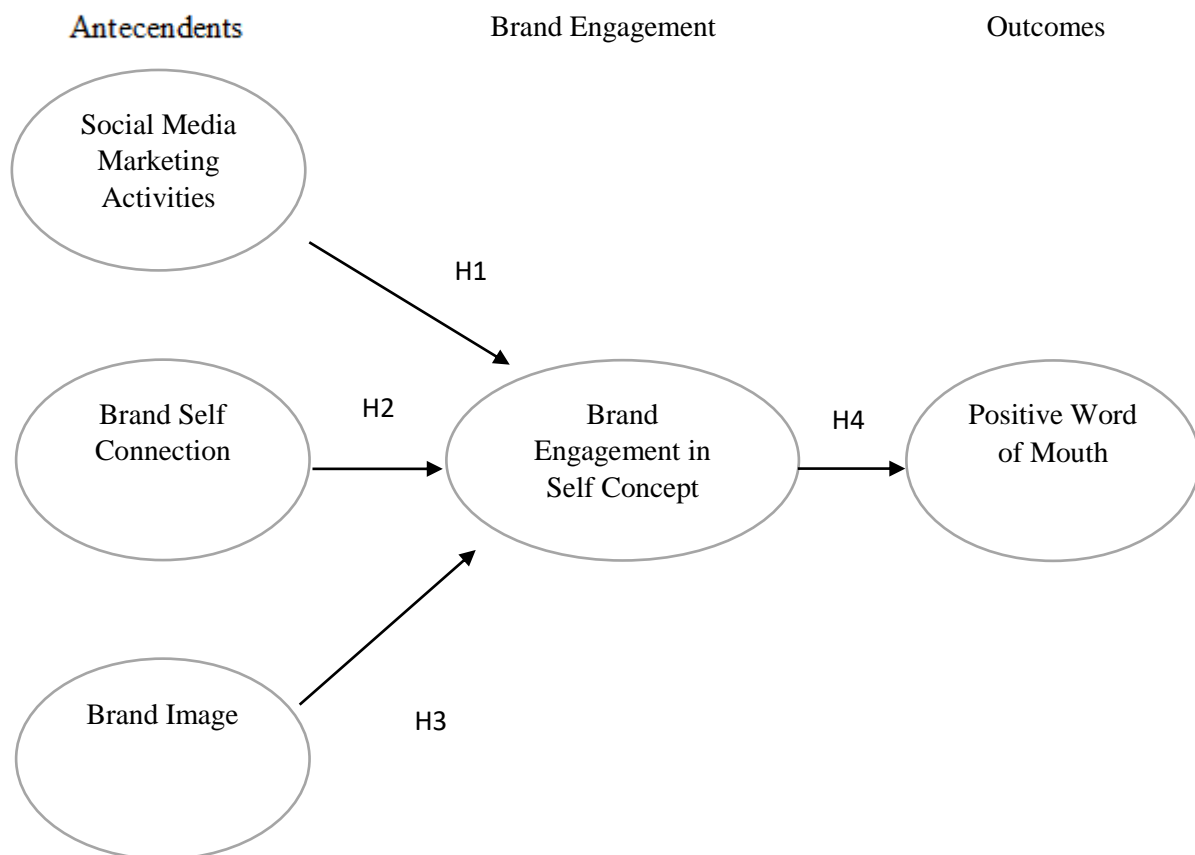 Antecendents
Brand Engagement
Outcomes
Social Media
Marketing
Activities
H1
Brand Self
Connection
H2
Brand
Engagement in
Self Concept
H4
Positive Word
of Mouth
Brand Image
H3